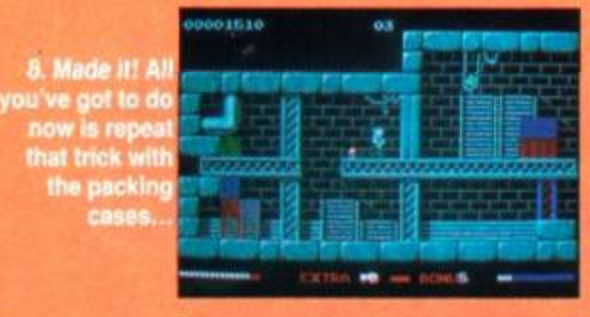 8. Made it! All
you've got to do
now is repeat
that trick with
the packing
cases...
00001510 03
EXTRA BONUS